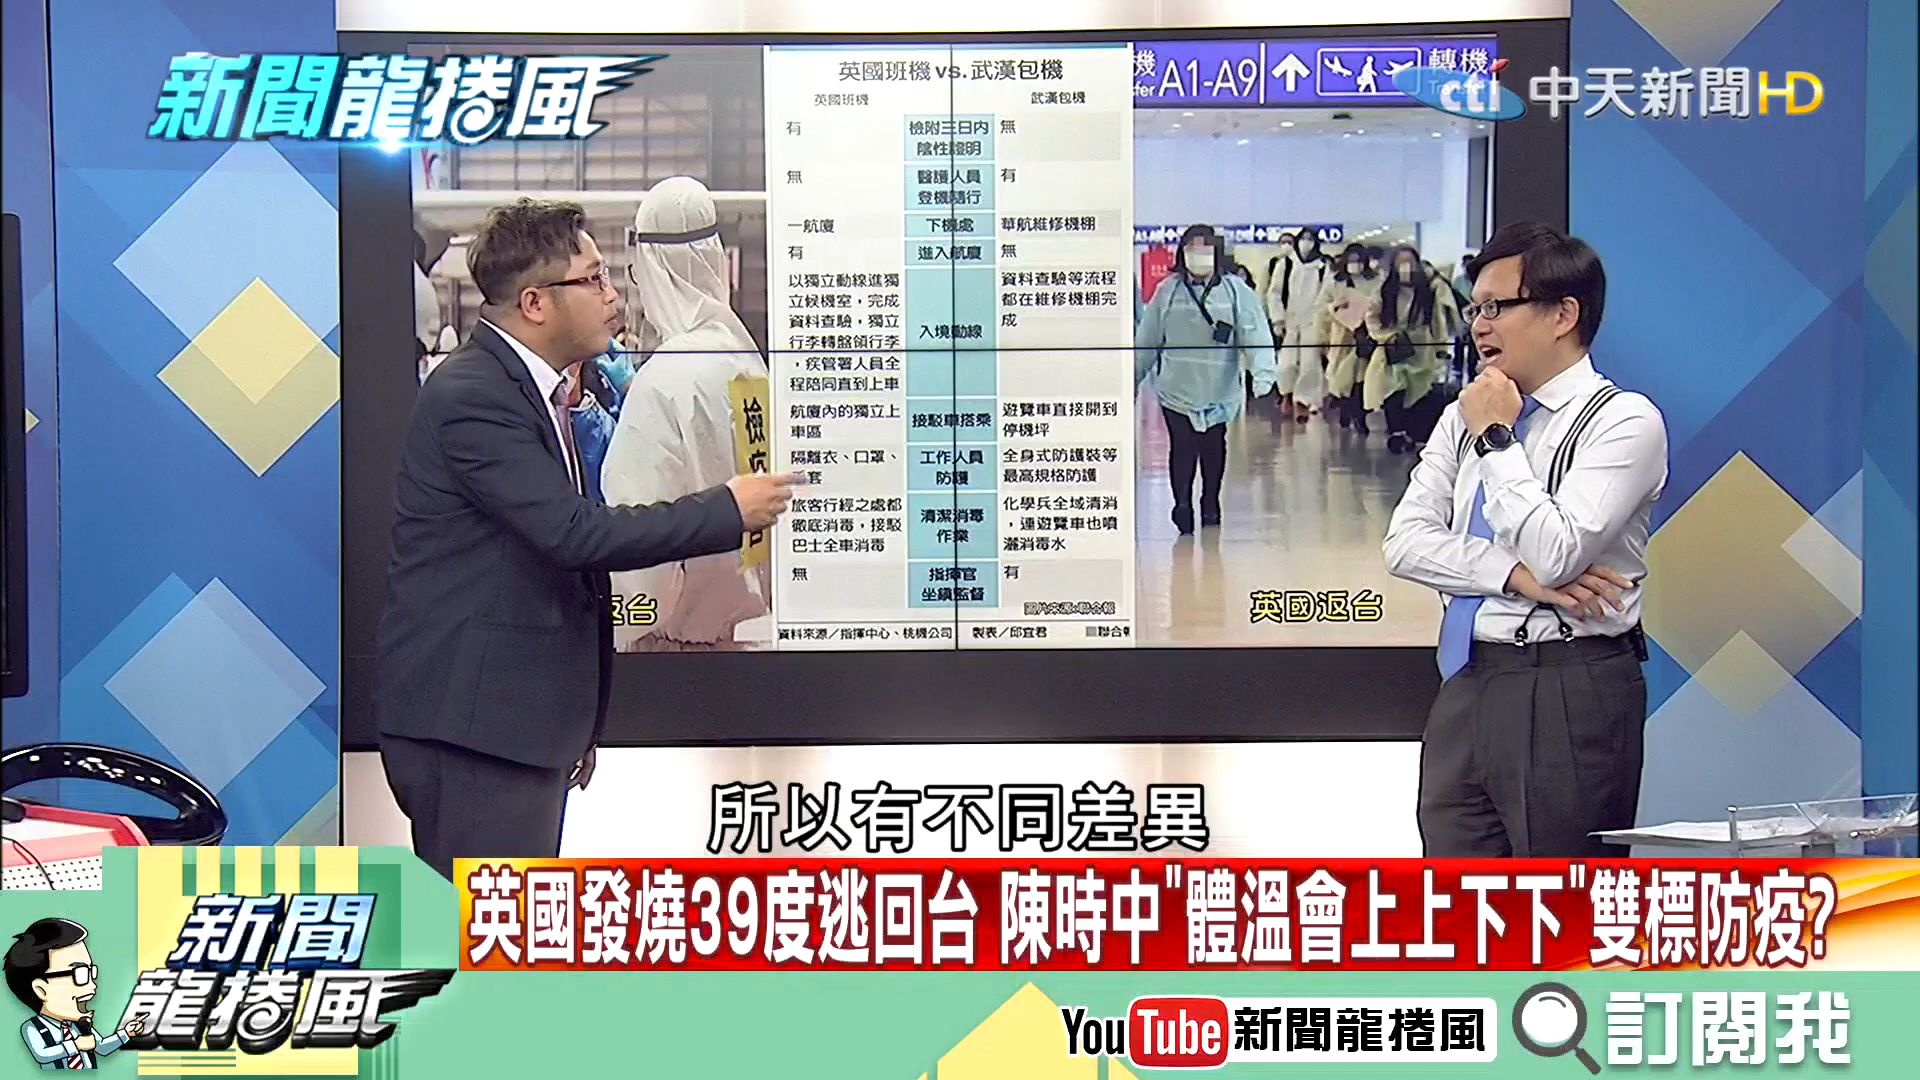 新聞龍捲風
英國班機 vs. 武漢包機
英國班機
武漢包機
有
檢附三日內
陰性證明
無
無
醫護人員
登機隨行
有
一航廈
下機處
華航維修機棚
有
進入航廈
無
以獨立動線進獨
立候機室，完成
資料查驗，獨立
行李轉盤領行李
，疾管署人員全
程陪同直到上車
入境動線
資料查驗等流程
都在維修機棚完
成
航廈內的獨立上
車區
接駁車搭乘
遊覽車直接開到
停機坪
隔離衣、口罩、
套
工作人員
防護
全身式防護裝等
最高規格防護
旅客行經之處都
徹底消毒，接駁
巴士全車消毒
清潔消毒
作業
化學兵全域清消
，連遊覽車也噴
灑消毒水
無
指揮官
坐鎮監督
有
圖片來源:聯合報
資料來源／指揮中心、桃機公司
製表／邱宜君
聯合報
檢疫
返台
機 A1-A9
轉機
Transfer
cti 中天新聞HD
英國返台
所以有不同差異
英國發燒39度逃回台 陳時中"體溫會上上下下"雙標防疫?
新聞
龍捲風
YouTube 新聞龍捲風
訂閱我